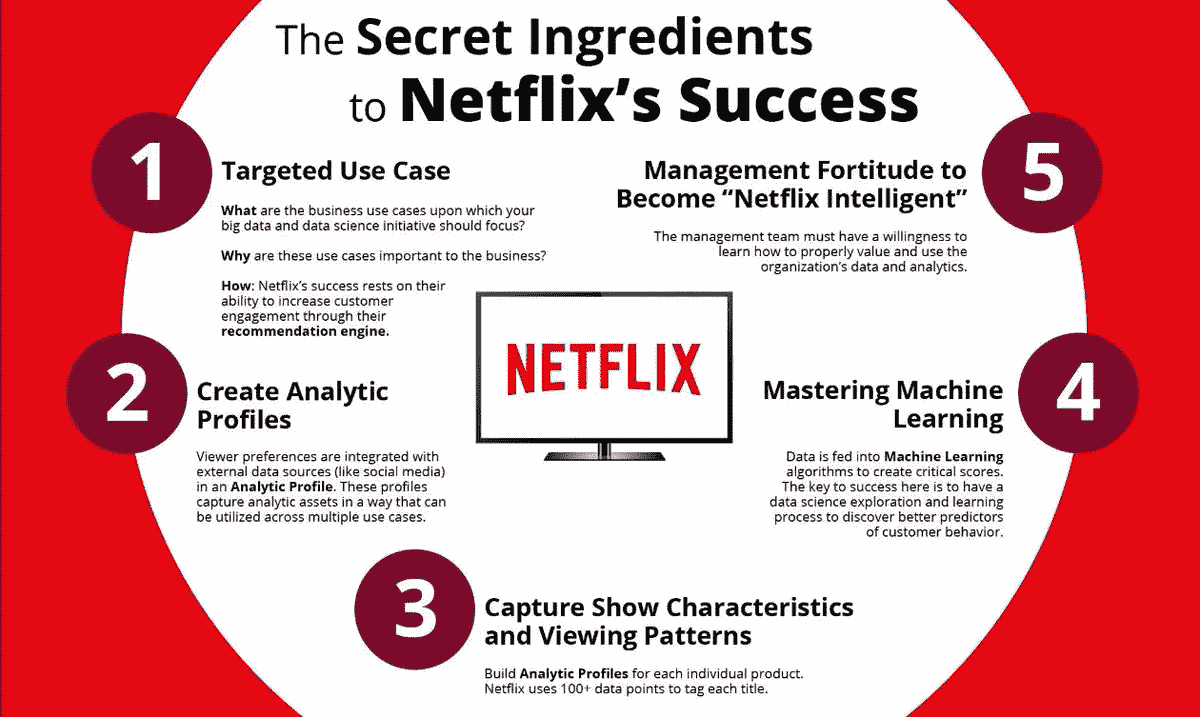 The Secret Ingredients
to Netflix's Success
1
Targeted Use Case
What are the business use cases upon which your
big data and data science initiative should focus?
Why are these use cases important to the business?
How: Netflix's success rests on their
ability to increase customer
engagement through their
recommendation engine.
2
Create Analytic
Profiles
Viewer preferences are integrated with
external data sources (like social media)
in an Analytic Profile. These profiles
capture analytic assets in a way that can
be utilized across multiple use cases.
3
Capture Show Characteristics
and Viewing Patterns
Build Analytic Profiles for each individual product.
Netflix uses 100+ data points to tag each title.
4
Mastering Machine
Learning
Data is fed into Machine Learning
algorithms to create critical scores.
The key to success here is to have a
data science exploration and learning
process to discover better predictors
of customer behavior.
5
Management Fortitude to
Become “Netflix Intelligent”
The management team must have a willingness to
learn how to properly value and use the
organization's data and analytics.
NETFLIX